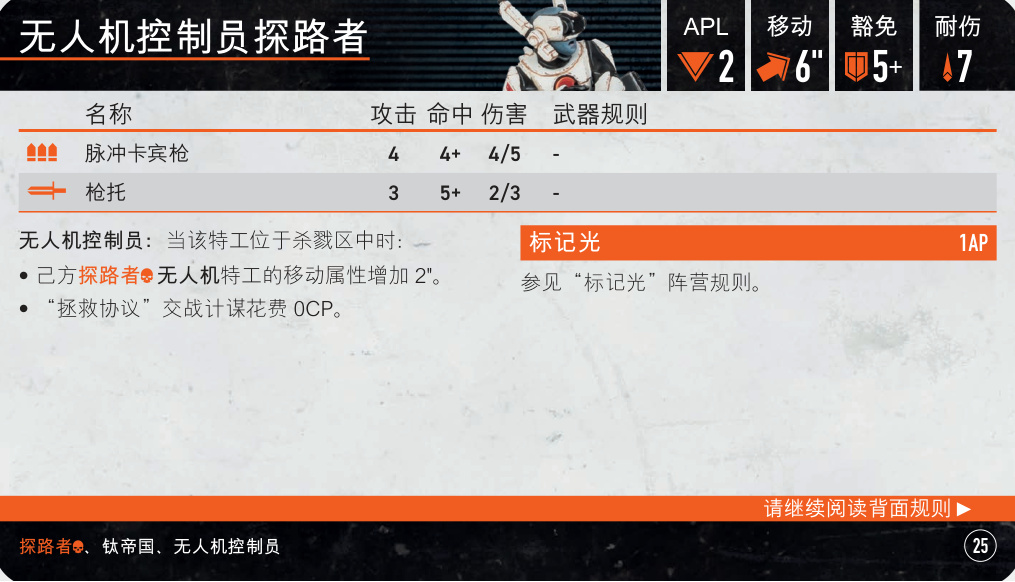 无人机控制员探路者
APL 移动 豁免 耐伤
2 6" 5+ 7
名称 攻击 命中 伤害 武器规则
脉冲卡宾枪 4 4+ 4/5 -
枪托 3 5+ 2/3 -
无人机控制员：当该特工位于杀戮区中时:
• 己方探路者无人机特工的移动属性增加 2"。
• “拯救协议”交战计谋花费 0CP。
标记光 1AP
参见“标记光”阵营规则。
请继续阅读背面规则▶
探路者、钛帝国、无人机控制员
25